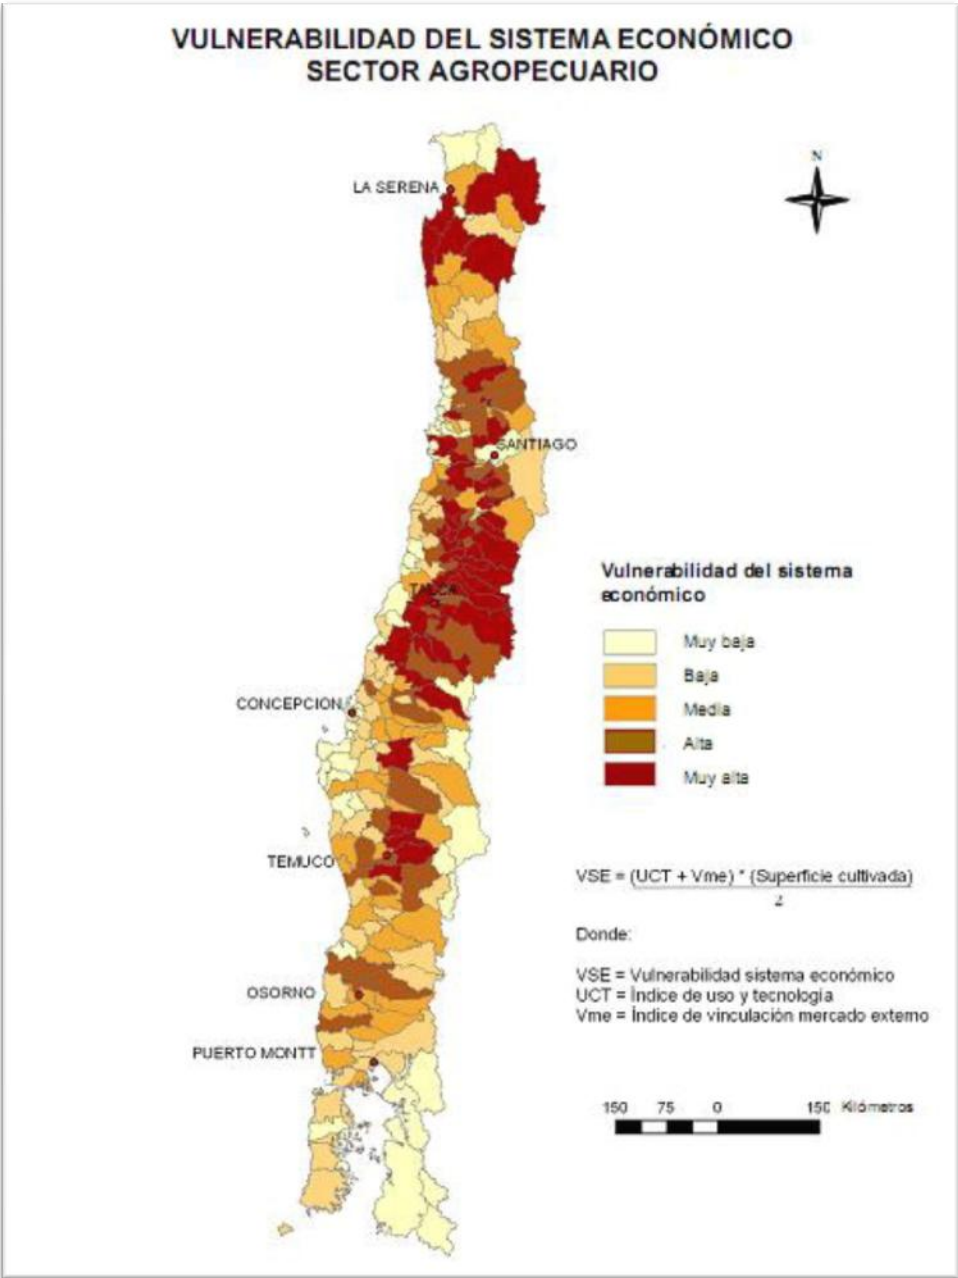 VULNERABILIDAD DEL SISTEMA ECONÓMICO
SECTOR AGROPECUARIO
N
LA SERENA
SANTIAGO
TALCA
CONCEPCION
TEMUCO
OSORNO
PUERTO MONTT
Vulnerabilidad del sistema
económico
Muy baja
Baja
Media
Alta
Muy alta
VSE = (UCT + Vme) * (Superficie cultivada)
2
Donde:
VSE = Vulnerabilidad sistema económico
UCT = Índice de uso y tecnología
Vme = Índice de vinculación mercado externo
150 75 0 150 Kilómetros